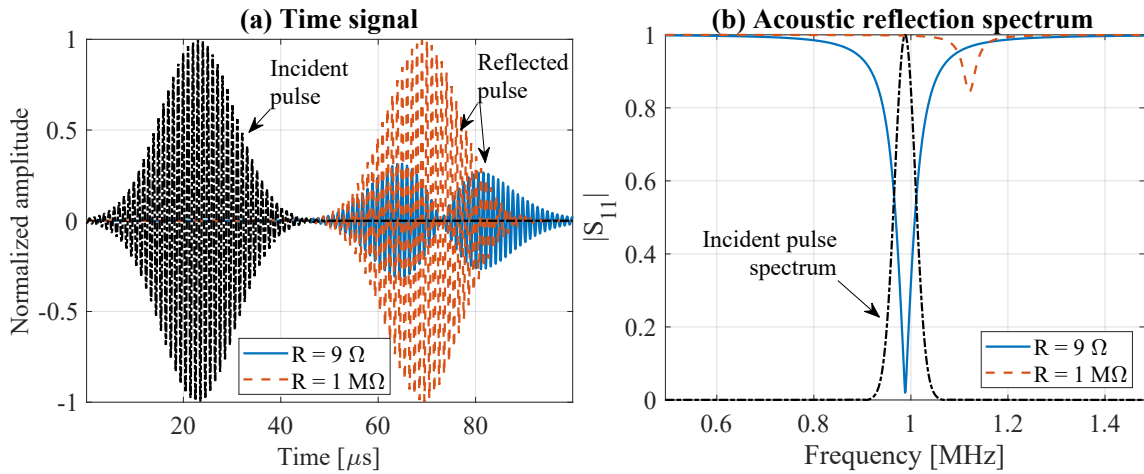 (a) Time signal
Normalized amplitude
1
0.5
0
-0.5
-1
20
40
60
80
Time [μs]
Incident
pulse
Reflected
pulse
R = 9 Ω
R = 1 MΩ
(b) Acoustic reflection spectrum
|S11|
1
0.8
0.6
0.4
0.2
0
0.6
0.8
1
1.2
1.4
Frequency [MHz]
Incident pulse
spectrum
R = 9 Ω
R = 1 MΩ